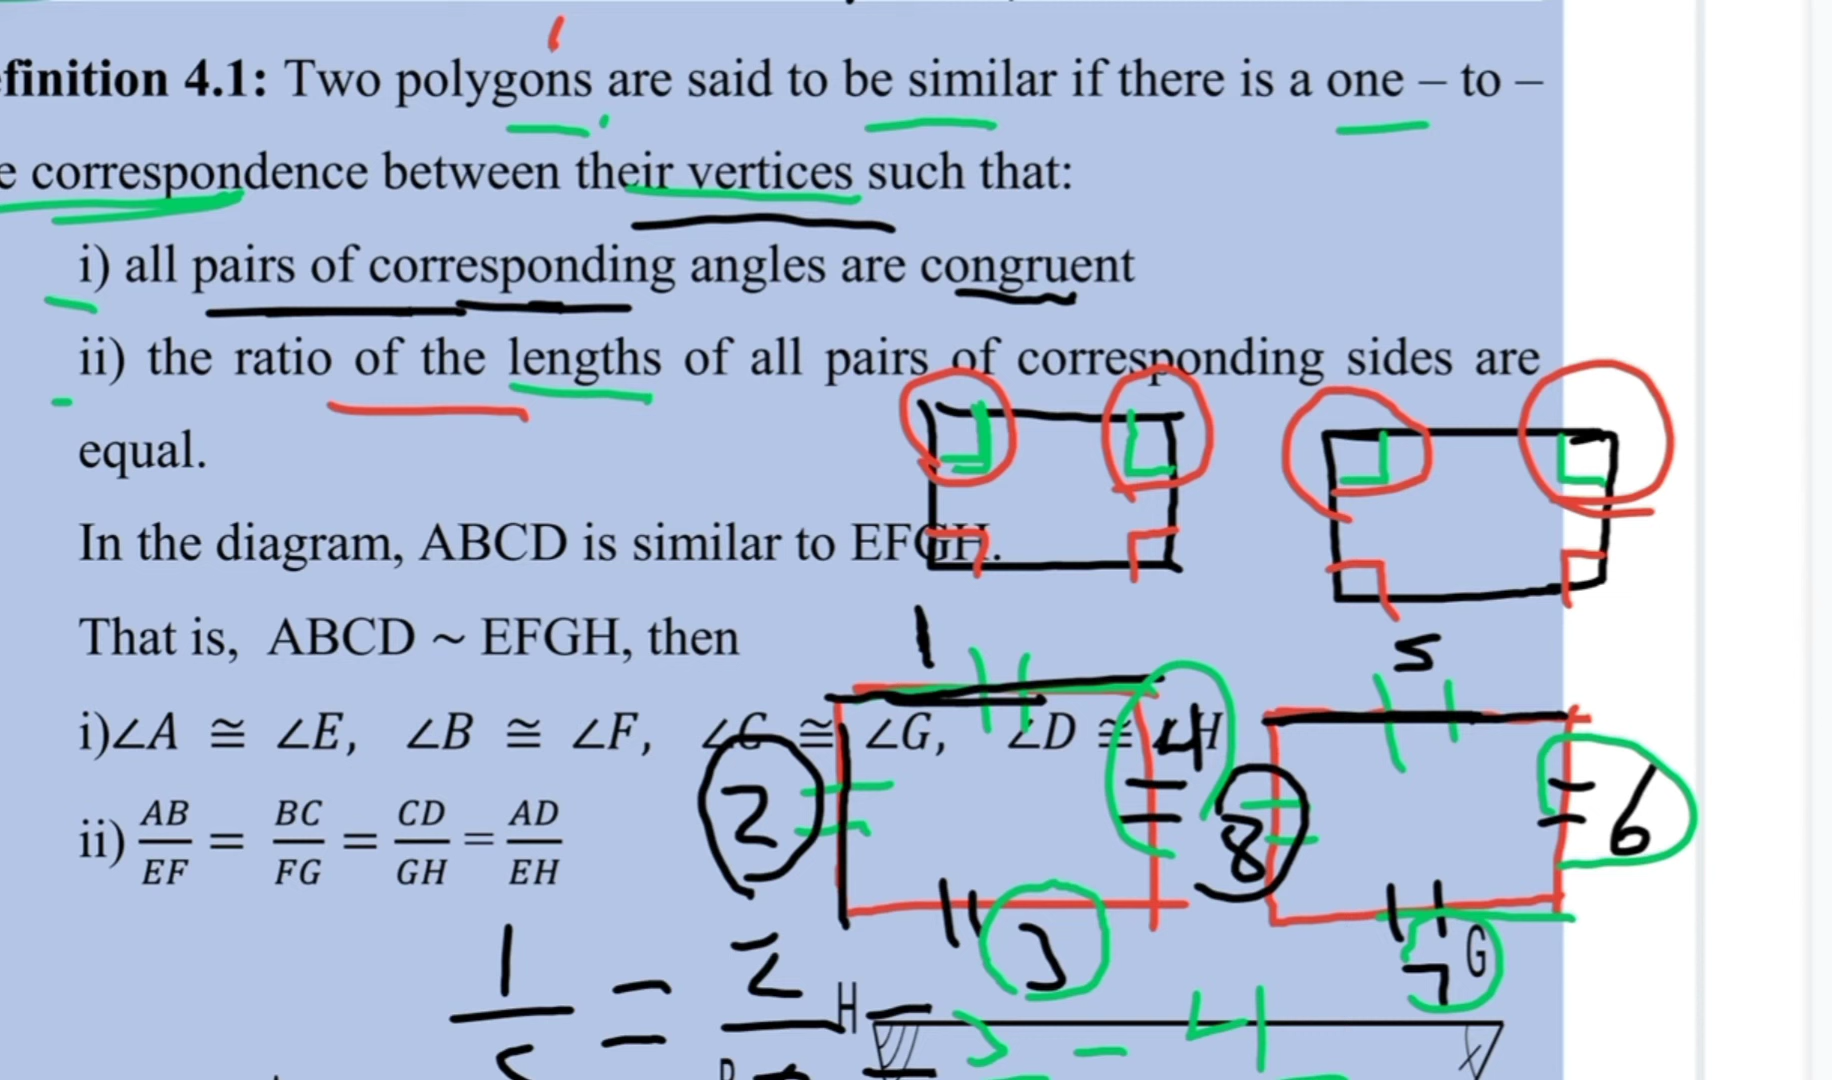 finition 4.1: Two polygons are said to be similar if there is a one – to –
e correspondence between their vertices such that:
i) all pairs of corresponding angles are congruent
ii) the ratio of the lengths of all pairs of corresponding sides are
equal.
In the diagram, ABCD is similar to EFGH.
That is, ABCD ~ EFGH, then
1 5
i)∠A ≅ ∠E, ∠B ≅ ∠F, ∠C ≅ ∠G, ∠D ≅ ∠H
4
2 8 6
ii) AB/EF = BC/FG = CD/GH = AD/EH
3 7 G
1/5 = 2 H = 3 = 4